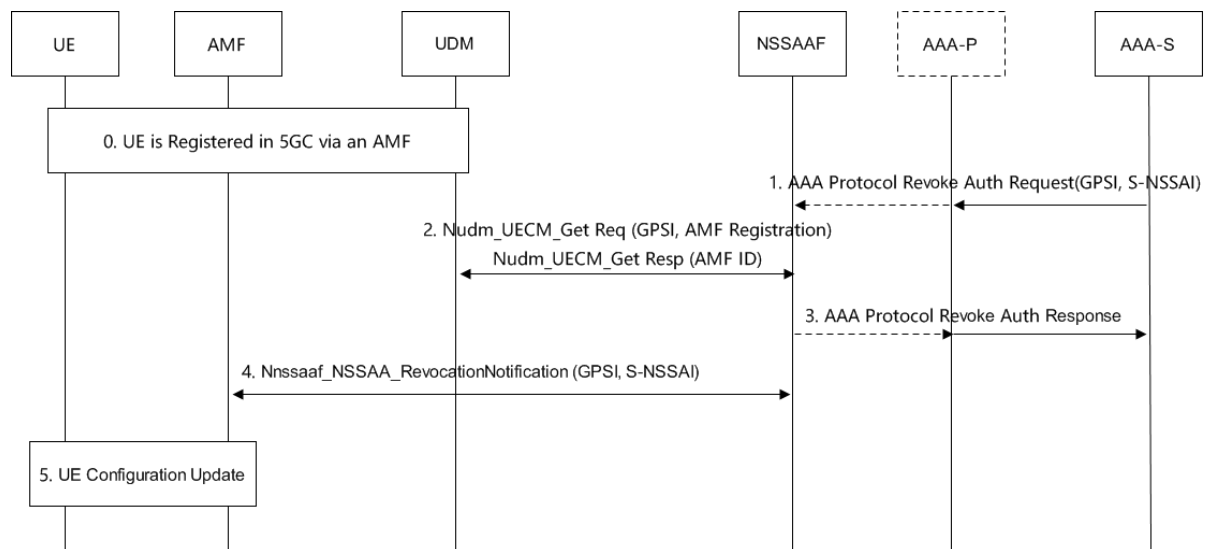 UE
AMF
UDM
NSSAAF
AAA-P
AAA-S
0. UE is Registered in 5GC via an AMF
1. AAA Protocol Revoke Auth Request(GPSI, S-NSSAI)
2. Nudm_UECM_Get Req (GPSI, AMF Registration)
Nudm_UECM_Get Resp (AMF ID)
3. AAA Protocol Revoke Auth Response
4. Nnssaaf_NSSAA_RevocationNotification (GPSI, S-NSSAI)
5. UE Configuration Update